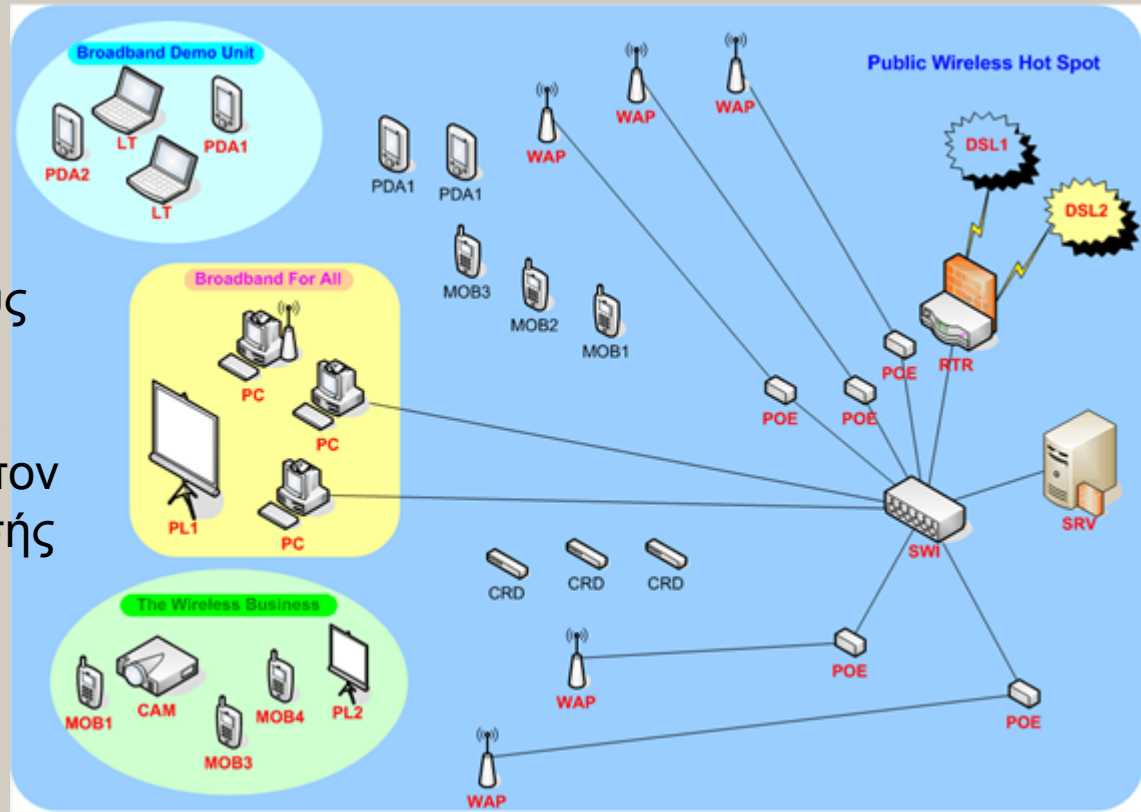 Broadband Demo Unit
LT
PDA1
PDA2
LT
PDA1
PDA1
MOB3
MOB2
MOB1
WAP
WAP
WAP
Public Wireless Hot Spot
DSL1
DSL2
Broadband For All
PC
PC
PL1
PC
POE
POE
POE
RTR
SWI
SRV
CRD
CRD
CRD
The Wireless Business
MOB1
CAM
MOB3
MOB4
PL2
WAP
POE
WAP
POE
τον